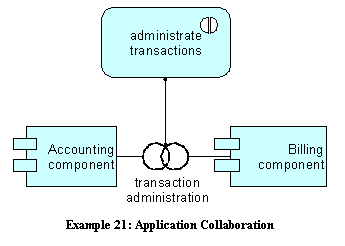 administrate
transactions
Accounting
component
Billing
component
transaction
administration
Example 21: Application Collaboration